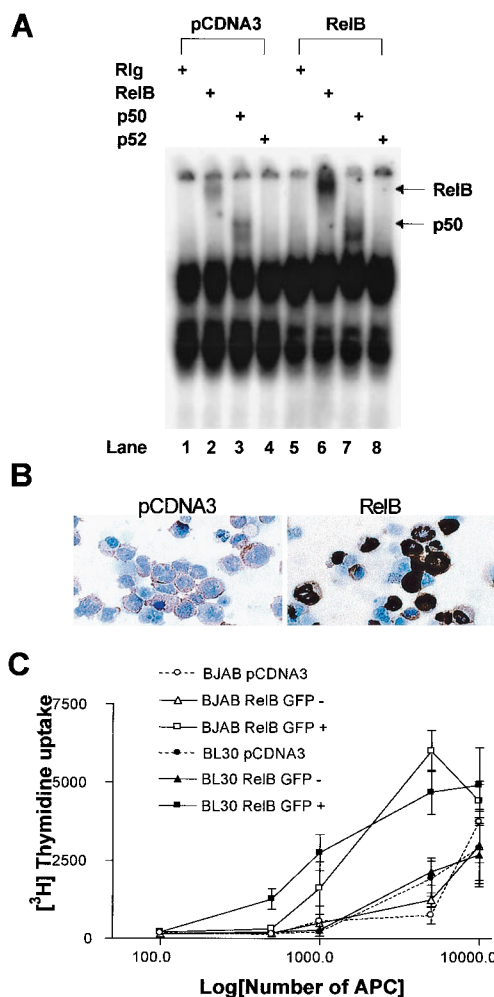 A
pCDNA3 RelB
RIg + +
RelB + +
p50 + +
p52 + +
RelB
p50
Lane 1 2 3 4 5 6 7 8
B
pCDNA3 RelB
C
BJAB pCDNA3
BJAB RelB GFP -
BJAB RelB GFP +
BL30 pCDNA3
BL30 RelB GFP -
BL30 RelB GFP +
[3H] Thymidine uptake
7500
5000
2500
0
100.0 1000.0 10000.0
Log[Number of APC]